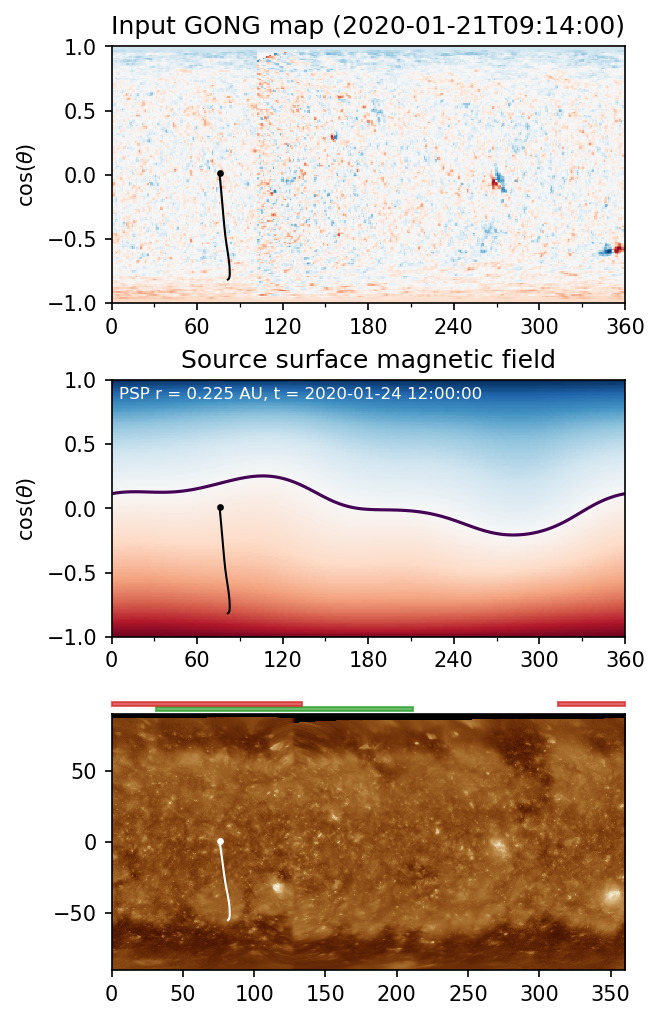 Input GONG map (2020-01-21T09:14:00)
1.0
0.5
0.0
−0.5
−1.0
cos(θ)
0 60 120 180 240 300 360
Source surface magnetic field
PSP r = 0.225 AU, t = 2020-01-24 12:00:00
1.0
0.5
0.0
−0.5
−1.0
cos(θ)
0 60 120 180 240 300 360
50
0
−50
0 50 100 150 200 250 300 350